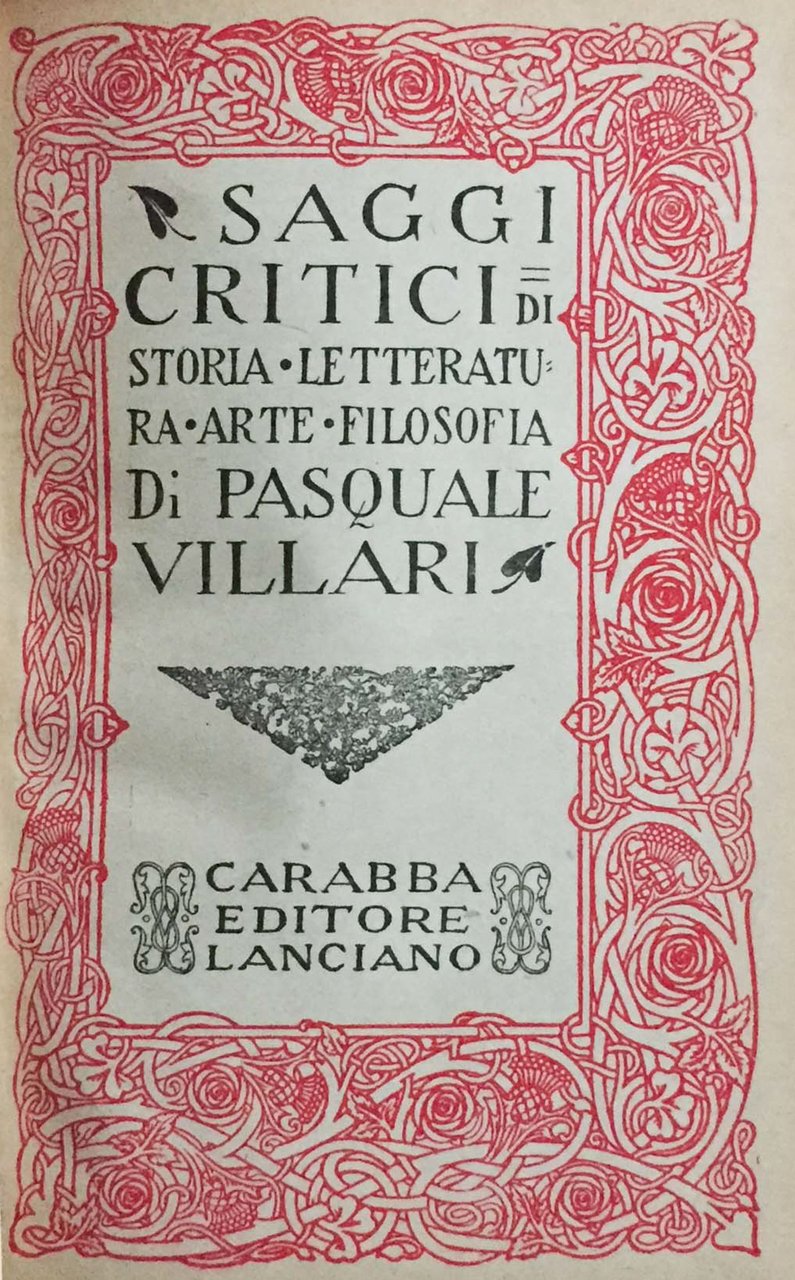 SAGGI
CRITICI DI
STORIA•LETTERATU=
RA•ARTE•FILOSOFIA
Di PASQUALE
VILLARI
CARABBA
EDITORE
LANCIANO